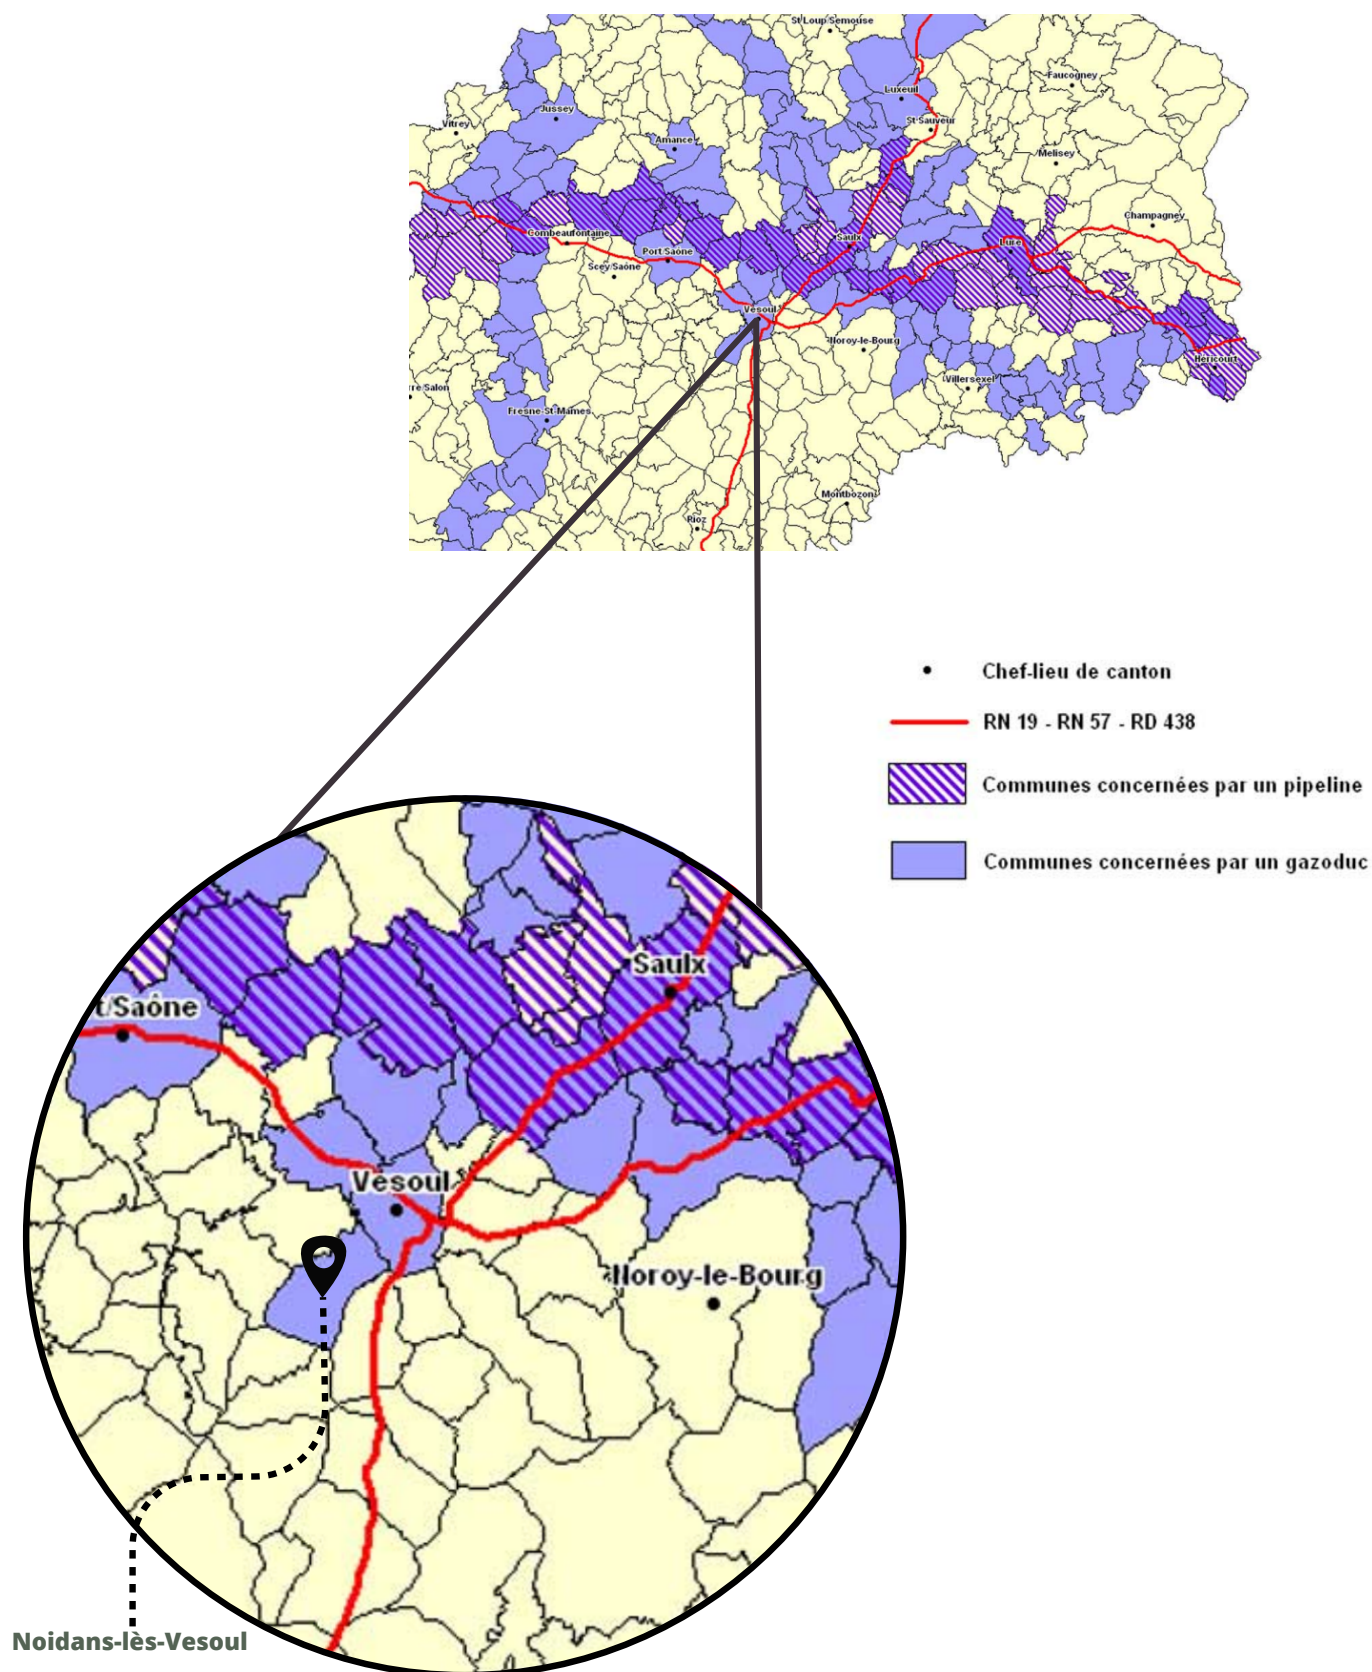 St Loup/Semouse
Faucogney
Luxeuil
Jussey
St Sauveur
Vitrey
Amance
Melisey
Champagney
Combeaufontaine
Saulx
Lure
Port/Saône
Scey/Saône
Vesoul
Noroy-le-Bourg
Héricourt
Villersexel
rre/Salon
Fresne-St-Mamès
Montbozon
Rioz
Chef-lieu de canton
RN 19 - RN 57 - RD 438
Communes concernées par un pipeline
Communes concernées par un gazoduc
Saulx
t/Saône
Vesoul
Noroy-le-Bourg
Noidans-lès-Vesoul